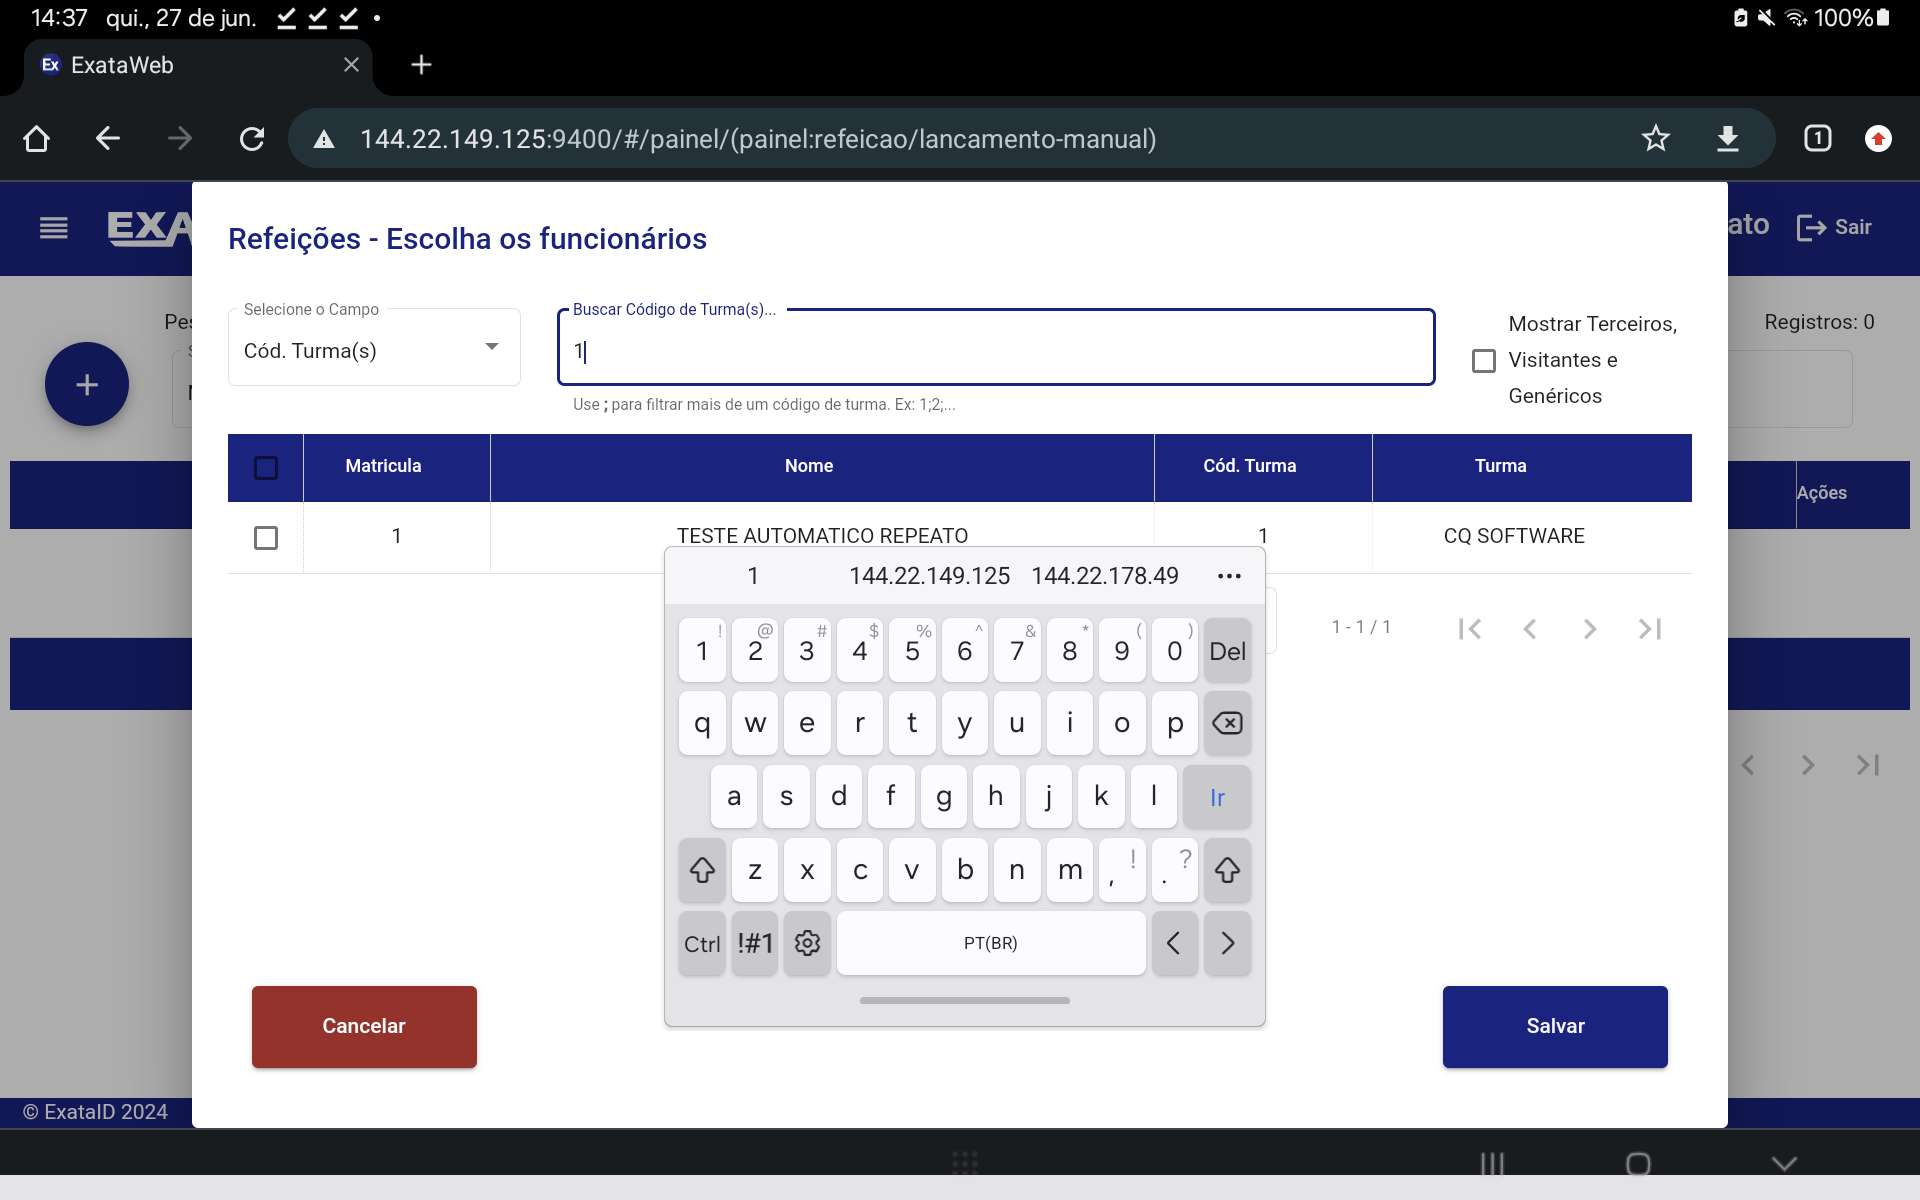 14:37 qui., 27 de jun.
100%
Ex ExataWeb
144.22.149.125:9400/#/painel/(painel:refeicao/lancamento-manual)
1
EXA
ato
Sair
Refeições - Escolha os funcionários
Selecione o Campo
Cód. Turma(s)
Buscar Código de Turma(s)...
1
Use ; para filtrar mais de um código de turma. Ex: 1;2;...
Mostrar Terceiros,
Visitantes e
Genéricos
Pes
Registros: 0
Matricula Nome Cód. Turma Turma
1 TESTE AUTOMATICO REPEATO 1 CQ SOFTWARE
Ações
1 - 1 / 1
1 144.22.149.125 144.22.178.49
! @ # $ % ^ & * ( )
1 2 3 4 5 6 7 8 9 0 Del
q w e r t y u i o p
a s d f g h j k l Ir
z x c v b n m , ! . ?
Ctrl !#1 PT(BR)
Cancelar
Salvar
© ExataID 2024